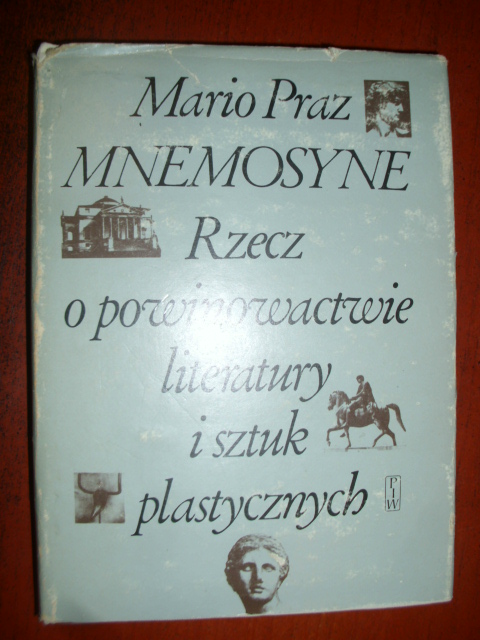 Mario Praz
MNEMOSYNE
Rzecz
o powinowactwie
literatury
i sztuk
plastycznych
PIW